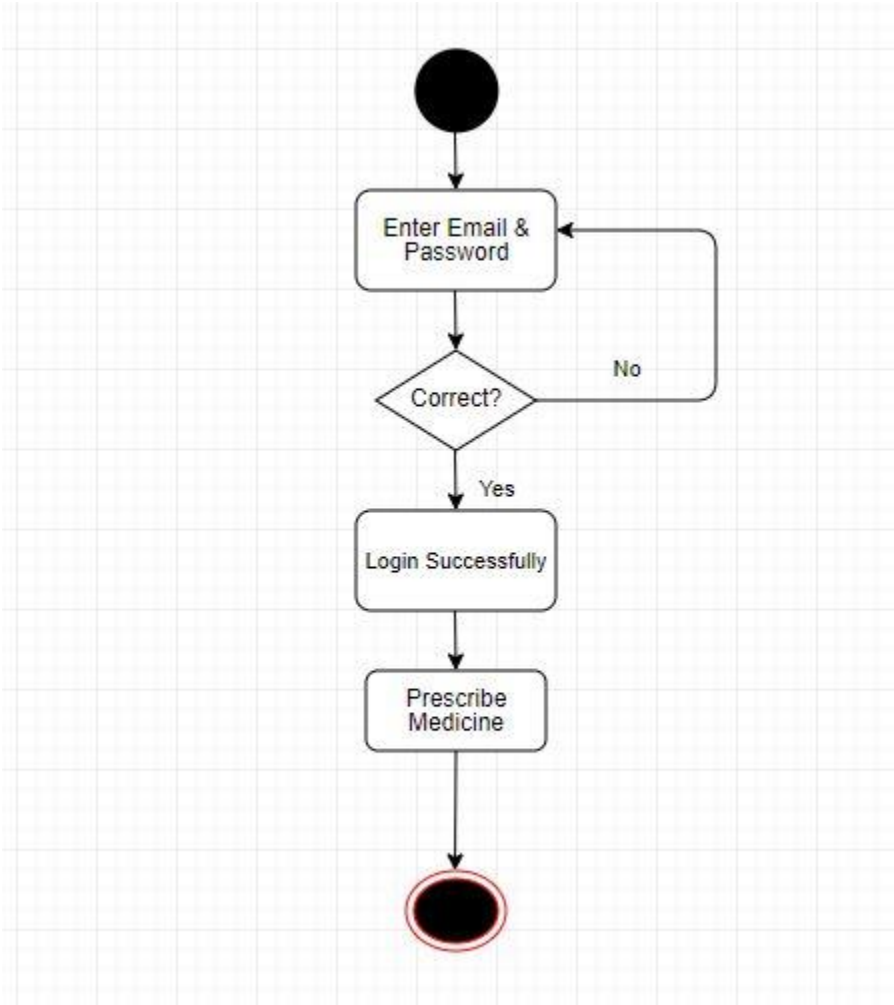 Enter Email &
Password
Correct?
No
Yes
Login Successfully
Prescribe
Medicine